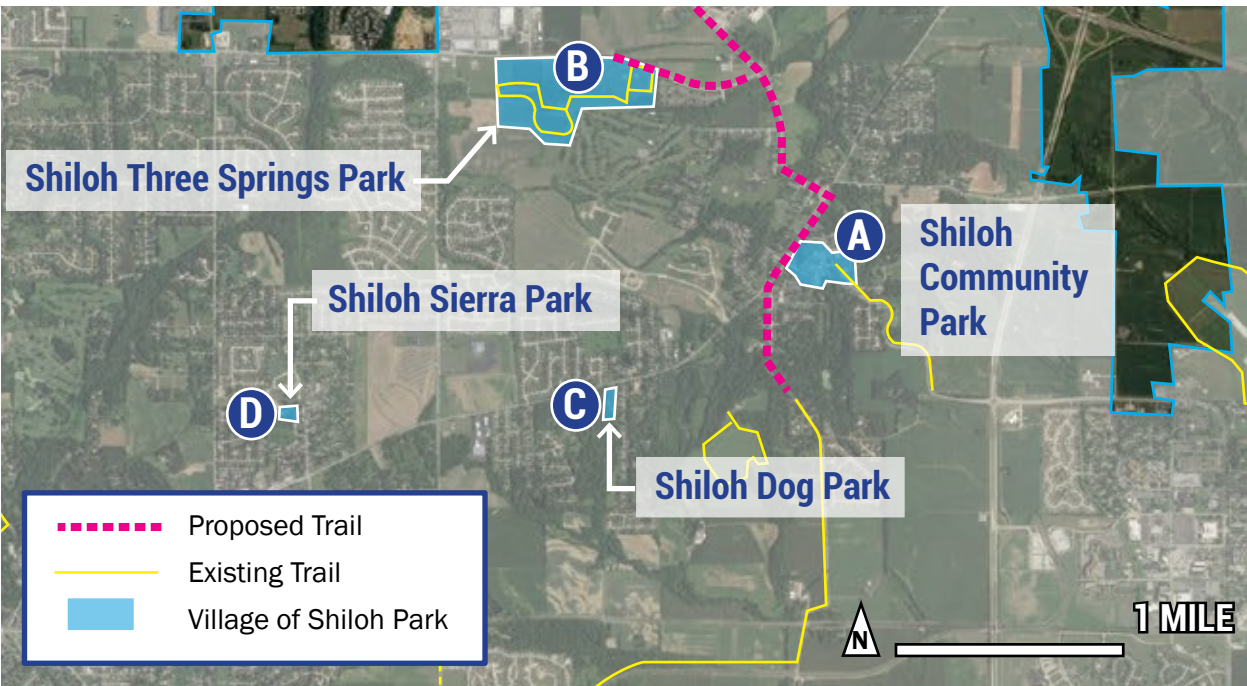 B
Shiloh Three Springs Park
A
Shiloh
Community
Park
Shiloh Sierra Park
D
C
Shiloh Dog Park
Proposed Trail
Existing Trail
Village of Shiloh Park
N
1 MILE